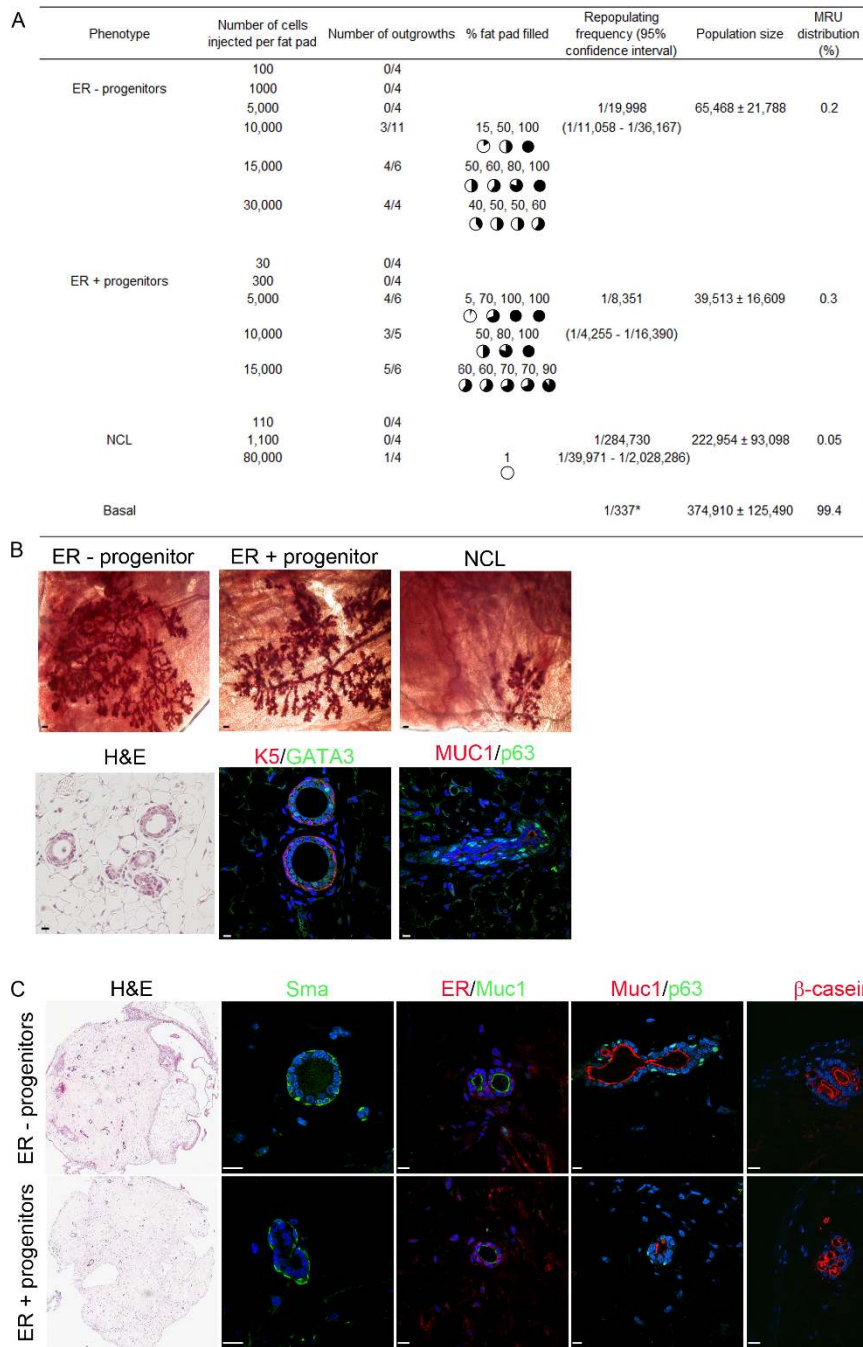 A
Phenotype
Number of cells injected per fat pad
Number of outgrowths
% fat pad filled
Repopulating frequency (95% confidence interval)
Population size
MRU distribution (%)
ER - progenitors
100 0/4
1000 0/4
5,000 0/4 1/19,998 65,468 ± 21,788 0.2
10,000 3/11 15, 50, 100 (1/11,058 - 1/36,167)
15,000 4/6 50, 60, 80, 100
30,000 4/4 40, 50, 50, 60
ER + progenitors
30 0/4
300 0/4
5,000 4/6 5, 70, 100, 100 1/8,351 39,513 ± 16,609 0.3
10,000 3/5 50, 80, 100 (1/4,255 - 1/16,390)
15,000 5/6 60, 60, 70, 70, 90
NCL
110 0/4
1,100 0/4 1/284,730 222,954 ± 93,098 0.05
80,000 1/4 1 1/39,971 - 1/2,028,286)
Basal 1/337* 374,910 ± 125,490 99.4
B
ER - progenitor ER + progenitor NCL
H&E K5/GATA3 MUC1/p63
C
H&E Sma ER/Muc1 Muc1/p63 β-casein
ER - progenitors
ER + progenitors